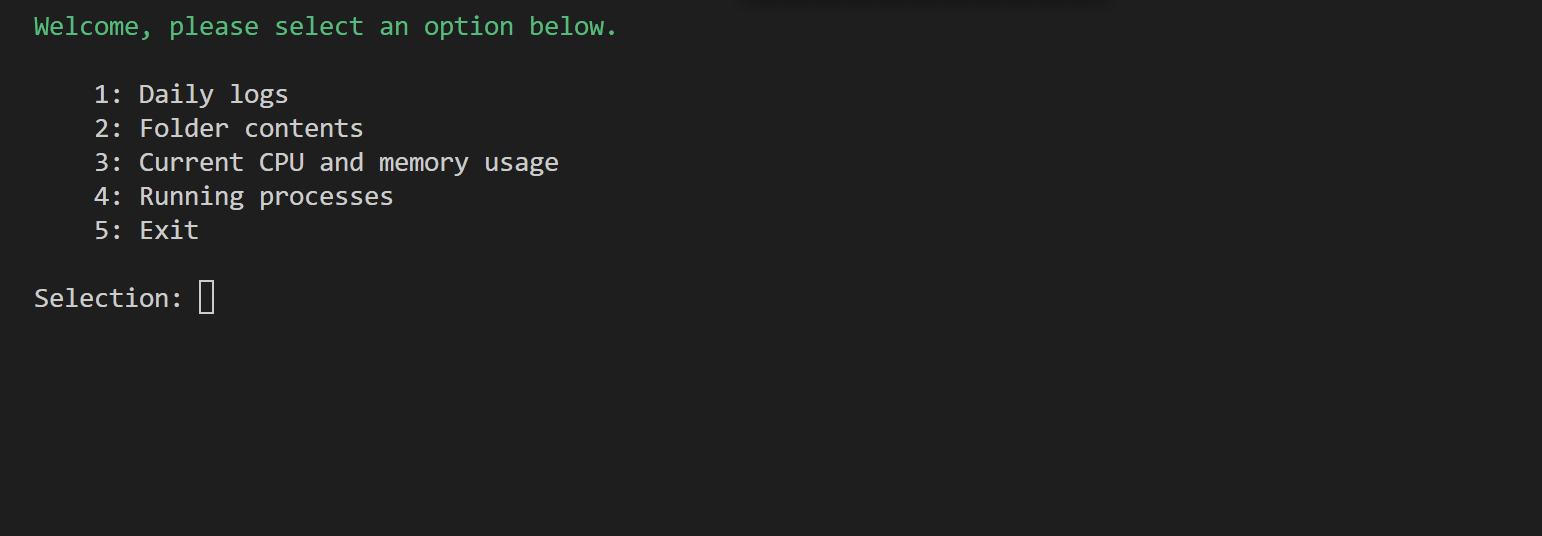 Welcome, please select an option below.
1: Daily logs
2: Folder contents
3: Current CPU and memory usage
4: Running processes
5: Exit
Selection: